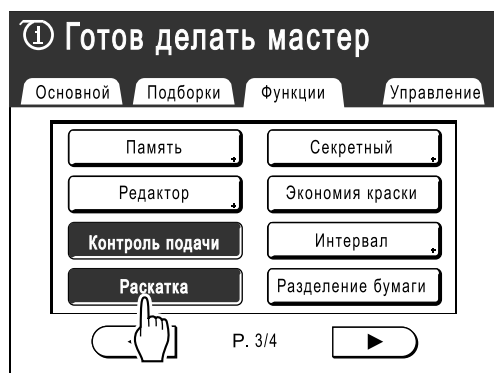 Готов делать мастер
Основной Подборки Функции Управление
Память Секретный
Редактор Экономия краски
Контроль подачи Интервал
Раскатка Разделение бумаги
P. 3/4